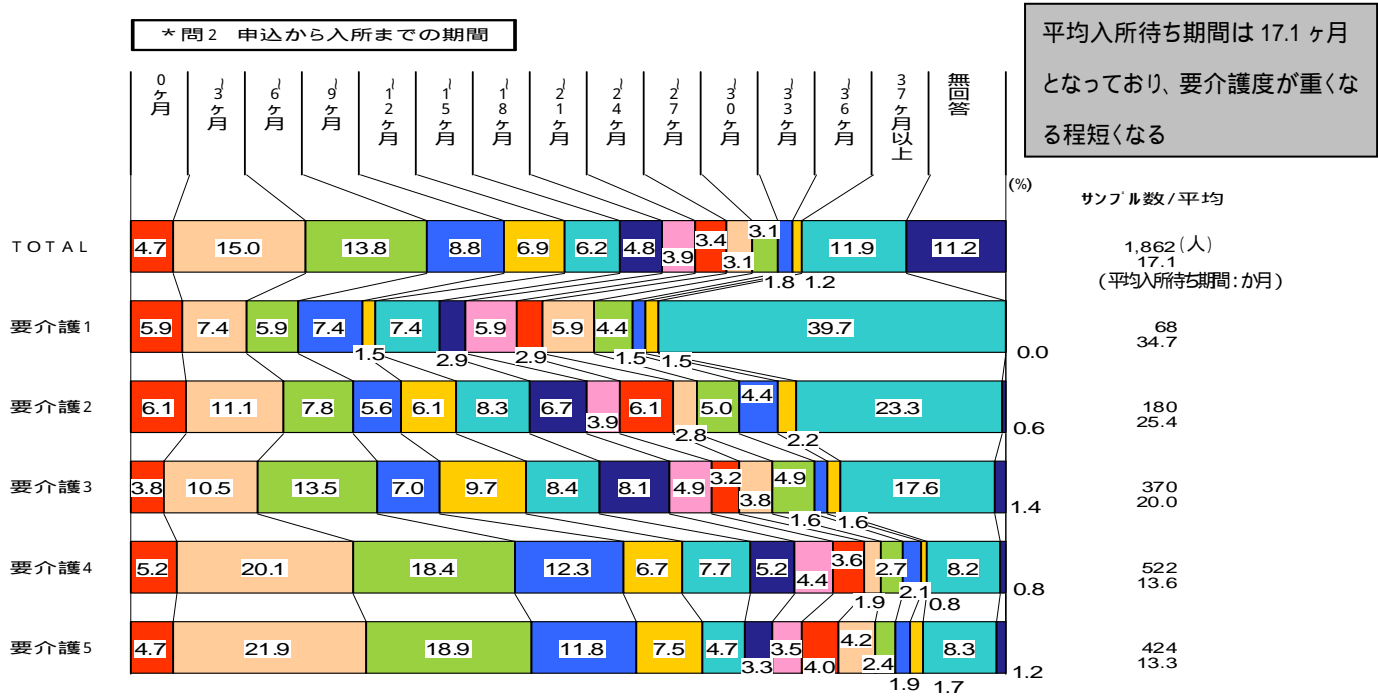 *問2 申込から入所までの期間
平均入所待ち期間は 17.1 ヶ月
となっており、要介護度が重くな
る程短くなる
0ヶ月
~3ヶ月
~6ヶ月
~9ヶ月
~12ヶ月
~15ヶ月
~18ヶ月
~21ヶ月
~24ヶ月
~27ヶ月
~30ヶ月
~33ヶ月
~36ヶ月
37ヶ月以上
無回答
(%)
サンプル数/平均
TOTAL
4.7 15.0 13.8 8.8 6.9 6.2 4.8 3.9 3.4 3.1 3.1 1.8 1.2 11.9 11.2
1,862(人)
17.1
(平均入所待ち期間:か月)
要介護1
5.9 7.4 5.9 7.4 1.5 7.4 2.9 5.9 2.9 5.9 4.4 1.5 1.5 39.7 0.0
68
34.7
要介護2
6.1 11.1 7.8 5.6 6.1 8.3 6.7 3.9 6.1 2.8 5.0 4.4 2.2 23.3 0.6
180
25.4
要介護3
3.8 10.5 13.5 7.0 9.7 8.4 8.1 4.9 3.2 3.8 4.9 1.6 1.6 17.6 1.4
370
20.0
要介護4
5.2 20.1 18.4 12.3 6.7 7.7 5.2 4.4 3.6 1.9 2.7 2.1 0.8 8.2 0.8
522
13.6
要介護5
4.7 21.9 18.9 11.8 7.5 4.7 3.3 3.5 4.0 4.2 2.4 1.9 1.7 8.3 1.2
424
13.3